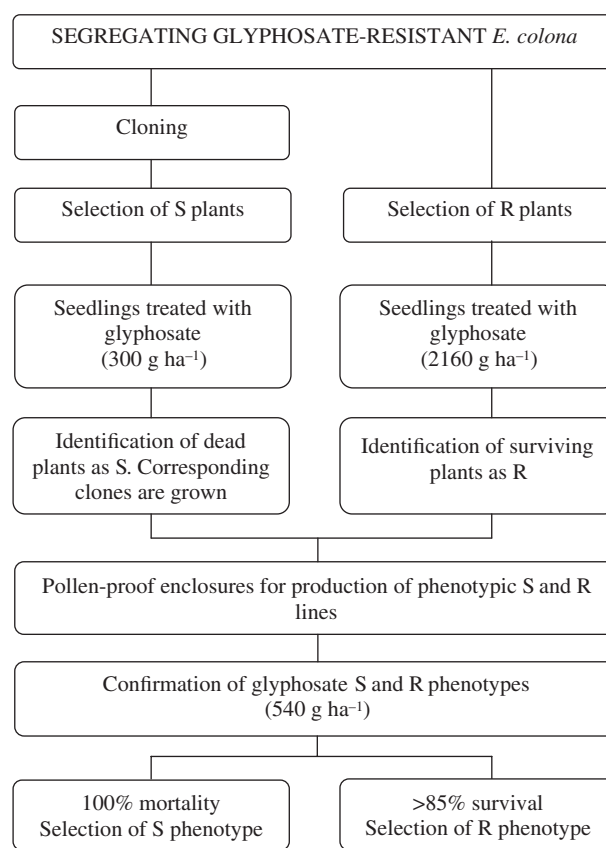 SEGREGATING GLYPHOSATE-RESISTANT E. colona
Cloning
Selection of S plants
Selection of R plants
Seedlings treated with
glyphosate
(300 g ha⁻¹)
Seedlings treated with
glyphosate
(2160 g ha⁻¹)
Identification of dead
plants as S. Corresponding
clones are grown
Identification of surviving
plants as R
Pollen-proof enclosures for production of phenotypic S and R
lines
Confirmation of glyphosate S and R phenotypes
(540 g ha⁻¹)
100% mortality
Selection of S phenotype
>85% survival
Selection of R phenotype